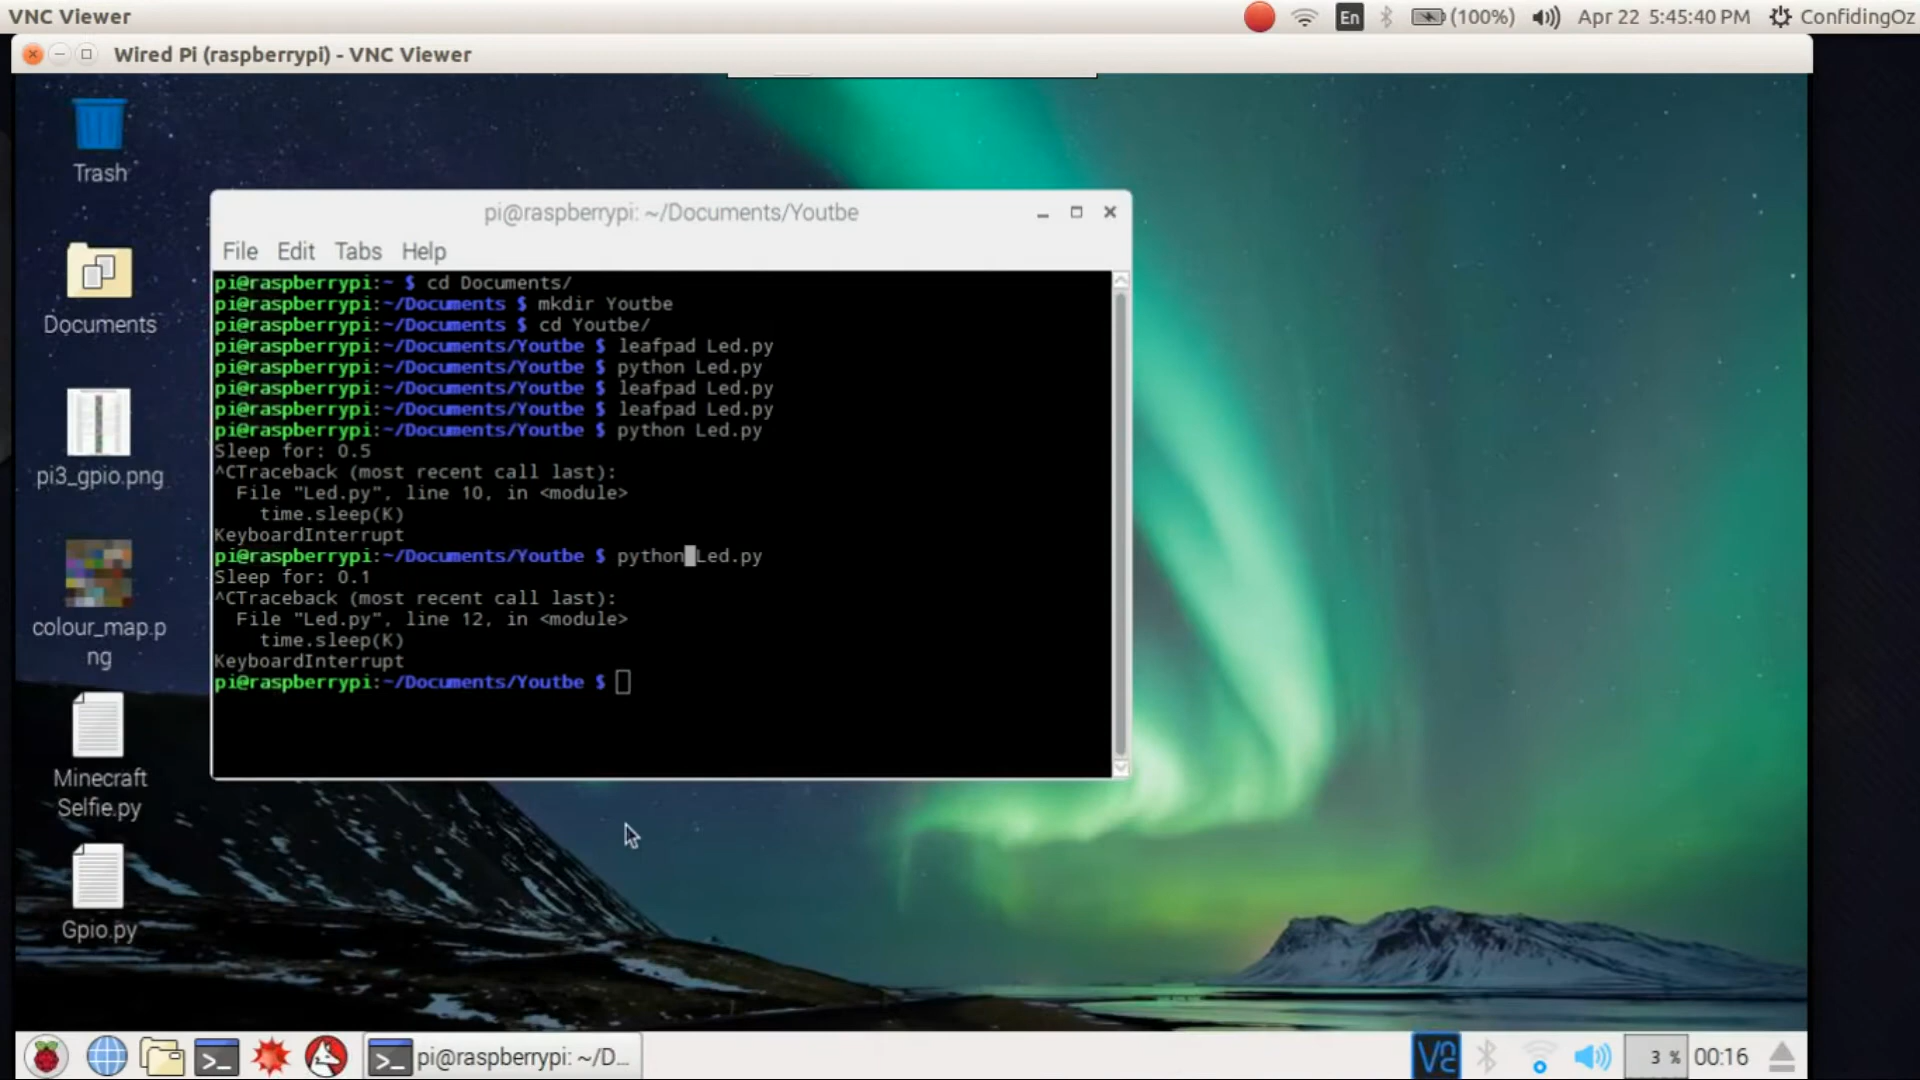 VNC Viewer
En
(100%)
Apr 22 5:45:40 PM
ConfidingOz
Wired Pi (raspberrypi) - VNC Viewer
Trash
Documents
pi3_gpio.png
colour_map.p
ng
Minecraft
Selfie.py
Gpio.py
pi@raspberrypi: ~/Documents/Youtbe
File Edit Tabs Help
pi@raspberrypi:~ $ cd Documents/
pi@raspberrypi:~/Documents $ mkdir Youtbe
pi@raspberrypi:~/Documents $ cd Youtbe/
pi@raspberrypi:~/Documents/Youtbe $ leafpad Led.py
pi@raspberrypi:~/Documents/Youtbe $ python Led.py
pi@raspberrypi:~/Documents/Youtbe $ leafpad Led.py
pi@raspberrypi:~/Documents/Youtbe $ leafpad Led.py
pi@raspberrypi:~/Documents/Youtbe $ python Led.py
Sleep for: 0.5
^CTraceback (most recent call last):
File "Led.py", line 10, in <module>
time.sleep(K)
KeyboardInterrupt
pi@raspberrypi:~/Documents/Youtbe $ python Led.py
Sleep for: 0.1
^CTraceback (most recent call last):
File "Led.py", line 12, in <module>
time.sleep(K)
KeyboardInterrupt
pi@raspberrypi:~/Documents/Youtbe $
pi@raspberrypi: ~/D...
3 %
00:16